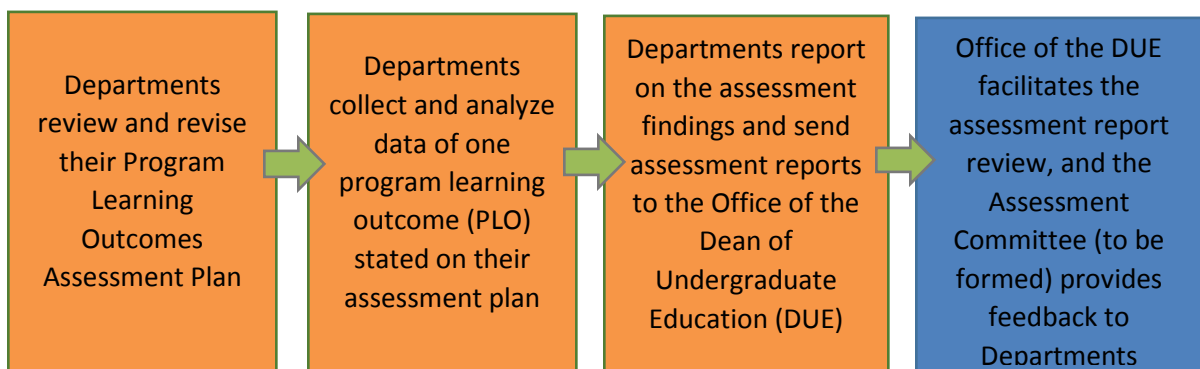 Departments
review and revise
their Program
Learning
Outcomes
Assessment Plan
Departments
collect and analyze
data of one
program learning
outcome (PLO)
stated on their
assessment plan
Departments report
on the assessment
findings and send
assessment reports
to the Office of the
Dean of
Undergraduate
Education (DUE)
Office of the DUE
facilitates the
assessment report
review, and the
Assessment
Committee (to be
formed) provides
feedback to
Departments